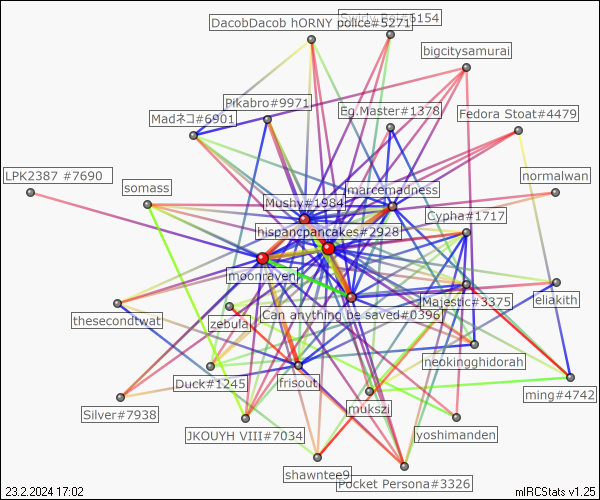 Swirly Boi#6154
DacobDacob hORNY police#5271
bigcitysamurai
Pikabro#9971
Eg.Master#1378
Fedora Stoat#4479
Madネコ#6901
LPK2387 #7690
somass
marcemadness
normalwan
Mushy#1984
Cypha#1717
hispancpancakes#2928
moonraven
Majestic#3375
eliakith
Can anything be saved#0396
thesecondtwat
zebula
neokingghidorah
Duck#1245
frisout
ming#4742
mukszi
Silver#7938
JKOUYH VIII#7034
yoshimanden
shawntee9
Pocket Persona#3326
23.2.2024 17:02
mIRCStats v1.25